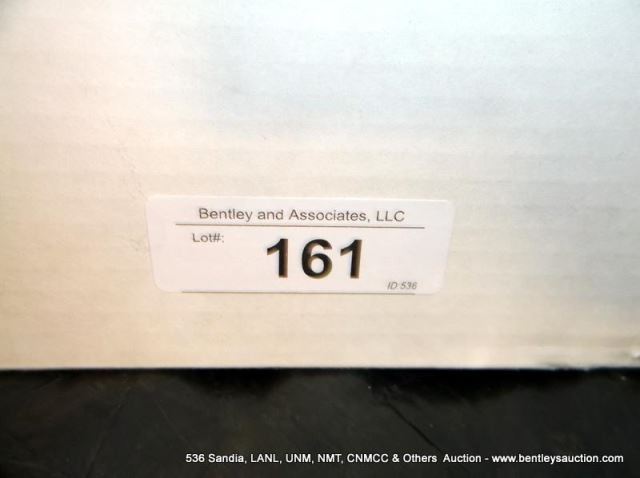 Bentley and Associates, LLC
Lot#:
161
ID:536
536 Sandia, LANL, UNM, NMT, CNMCC & Others Auction - www.bentleysauction.com